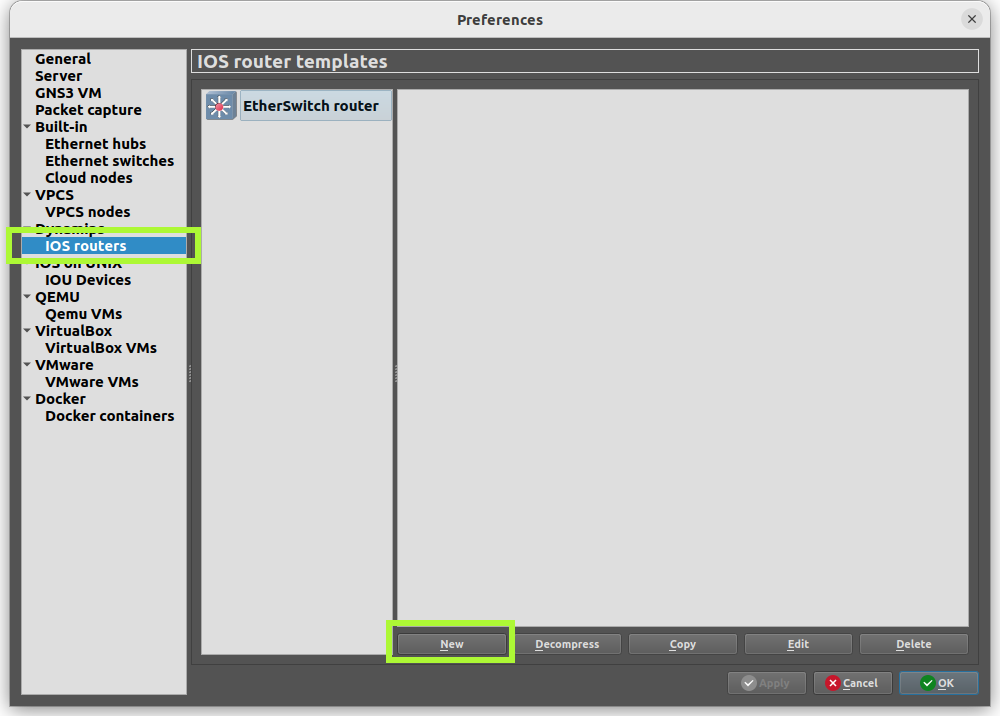 Preferences
General
Server
GNS3 VM
Packet capture
Built-in
Ethernet hubs
Ethernet switches
Cloud nodes
VPCS
VPCS nodes
Dynamips
IOS routers
IOS on UNIX
IOU Devices
QEMU
Qemu VMs
VirtualBox
VirtualBox VMs
VMware
VMware VMs
Docker
Docker containers
IOS router templates
EtherSwitch router
New Decompress Copy Edit Delete
Apply Cancel OK